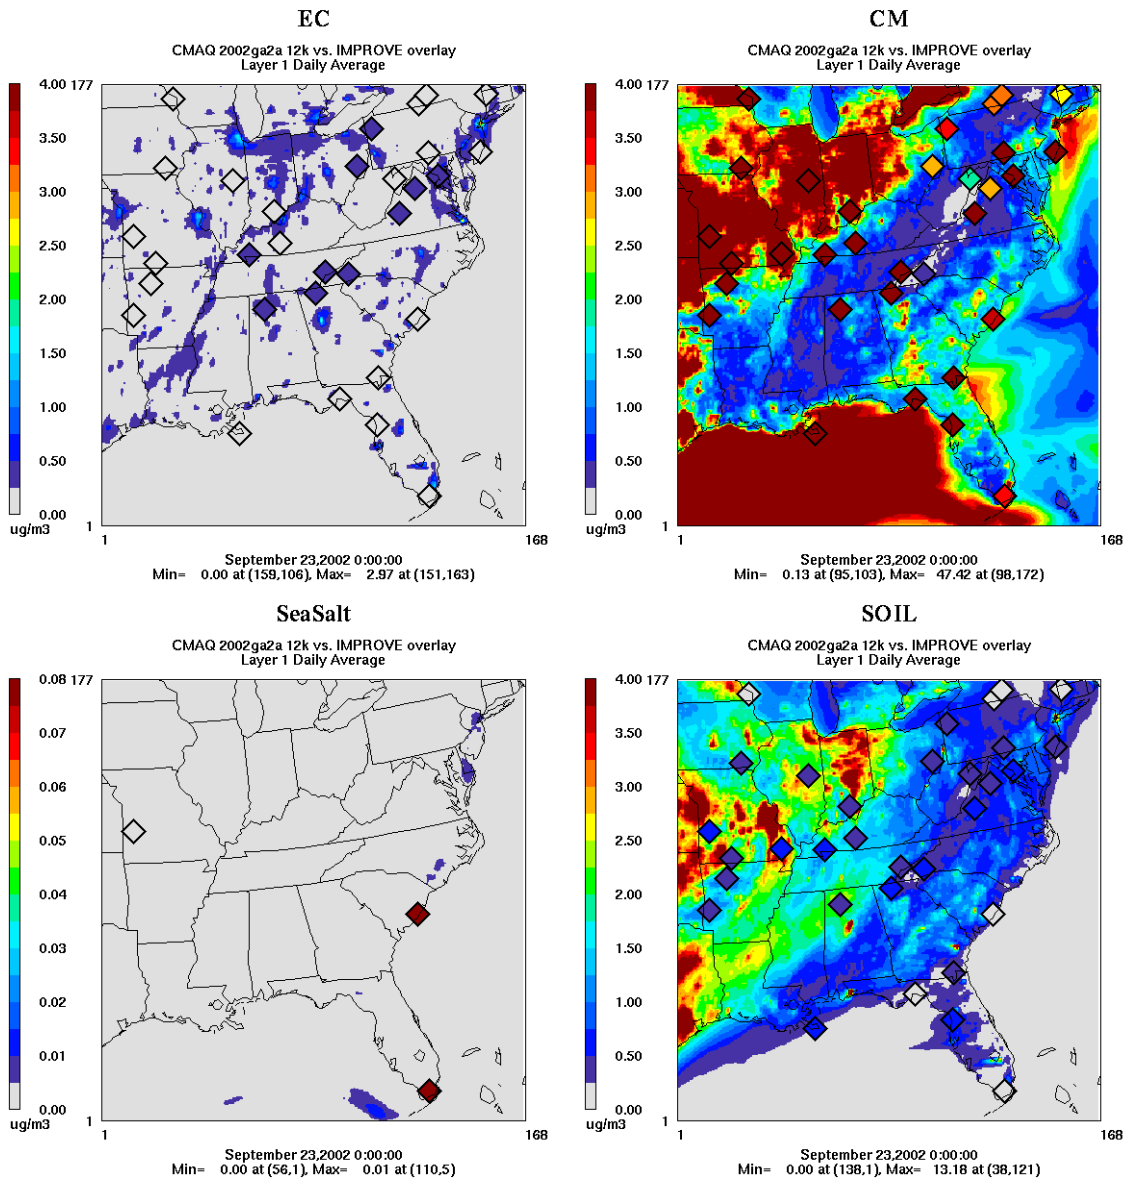 EC
CMAQ 2002ga2a 12k vs. IMPROVE overlay
Layer 1 Daily Average
4.00 177
3.50
3.00
2.50
2.00
1.50
1.00
0.50
0.00
ug/m3
1
1 168
September 23,2002 0:00:00
Min= 0.00 at (159,106), Max= 2.97 at (151,163)
CM
CMAQ 2002ga2a 12k vs. IMPROVE overlay
Layer 1 Daily Average
4.00 177
3.50
3.00
2.50
2.00
1.50
1.00
0.50
0.00
ug/m3
1
1 168
September 23,2002 0:00:00
Min= 0.13 at (95,103), Max= 47.42 at (98,172)
SeaSalt
CMAQ 2002ga2a 12k vs. IMPROVE overlay
Layer 1 Daily Average
0.08 177
0.07
0.06
0.05
0.04
0.03
0.02
0.01
0.00
ug/m3
1
1 168
September 23,2002 0:00:00
Min= 0.00 at (56,1), Max= 0.01 at (110,5)
SOIL
CMAQ 2002ga2a 12k vs. IMPROVE overlay
Layer 1 Daily Average
4.00 177
3.50
3.00
2.50
2.00
1.50
1.00
0.50
0.00
ug/m3
1
1 168
September 23,2002 0:00:00
Min= 0.00 at (138,1), Max= 13.18 at (38,121)